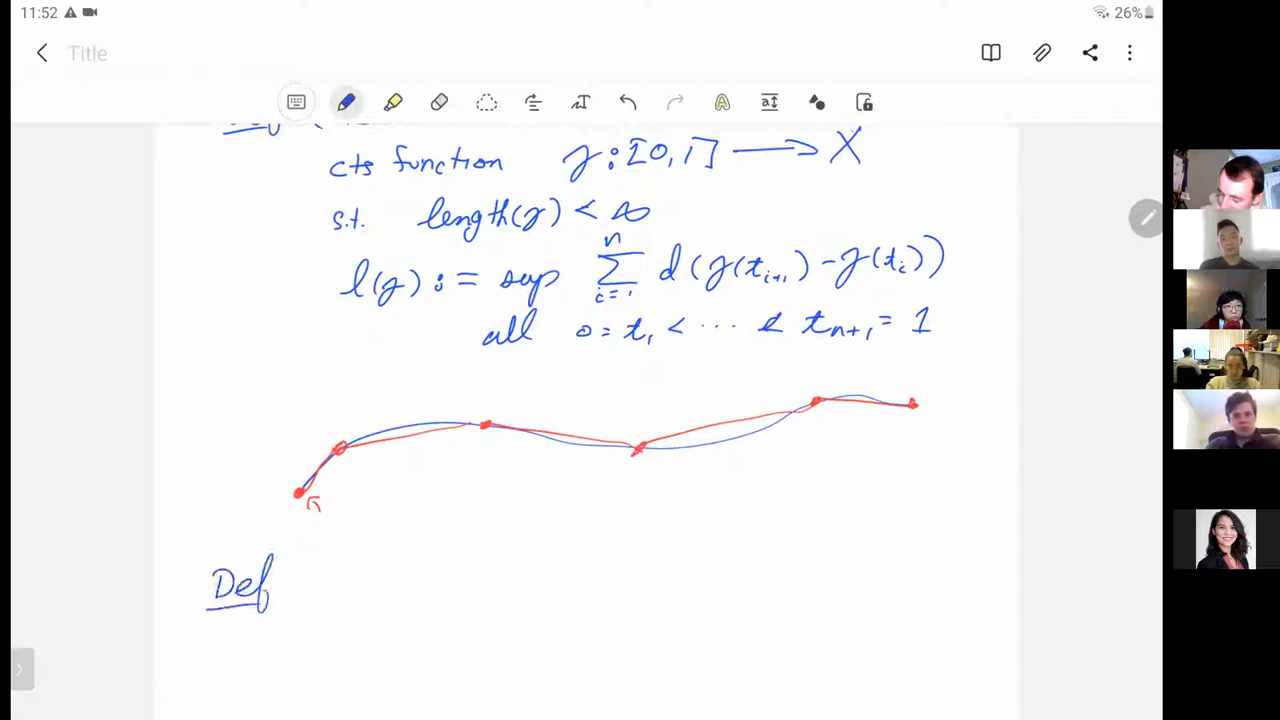 11:52
26%
Title
cts function γ:[0,1] ⟶ X
s.t. length(γ) < ∞
l(γ) := sup n Σ i=1 d(γ(t_{i+1}) - γ(t_i))
all 0 = t_1 < ... < t_{n+1} = 1
Def